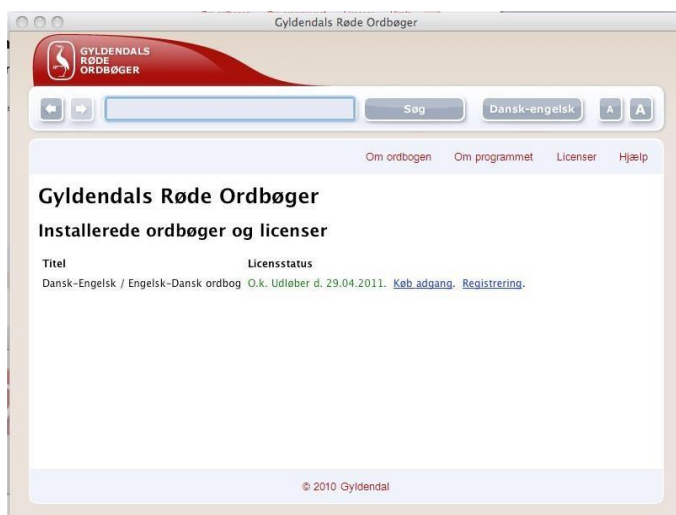 Gyldendals Røde Ordbøger
GYLDENDALS
RØDE
ORDBØGER
Søg
Dansk-engelsk
A
A
Om ordbogen
Om programmet
Licenser
Hjælp
Gyldendals Røde Ordbøger
Installerede ordbøger og licenser
Titel
Licensstatus
Dansk-Engelsk / Engelsk-Dansk ordbog O.k. Udløber d. 29.04.2011. Køb adgang. Registrering.
© 2010 Gyldendal